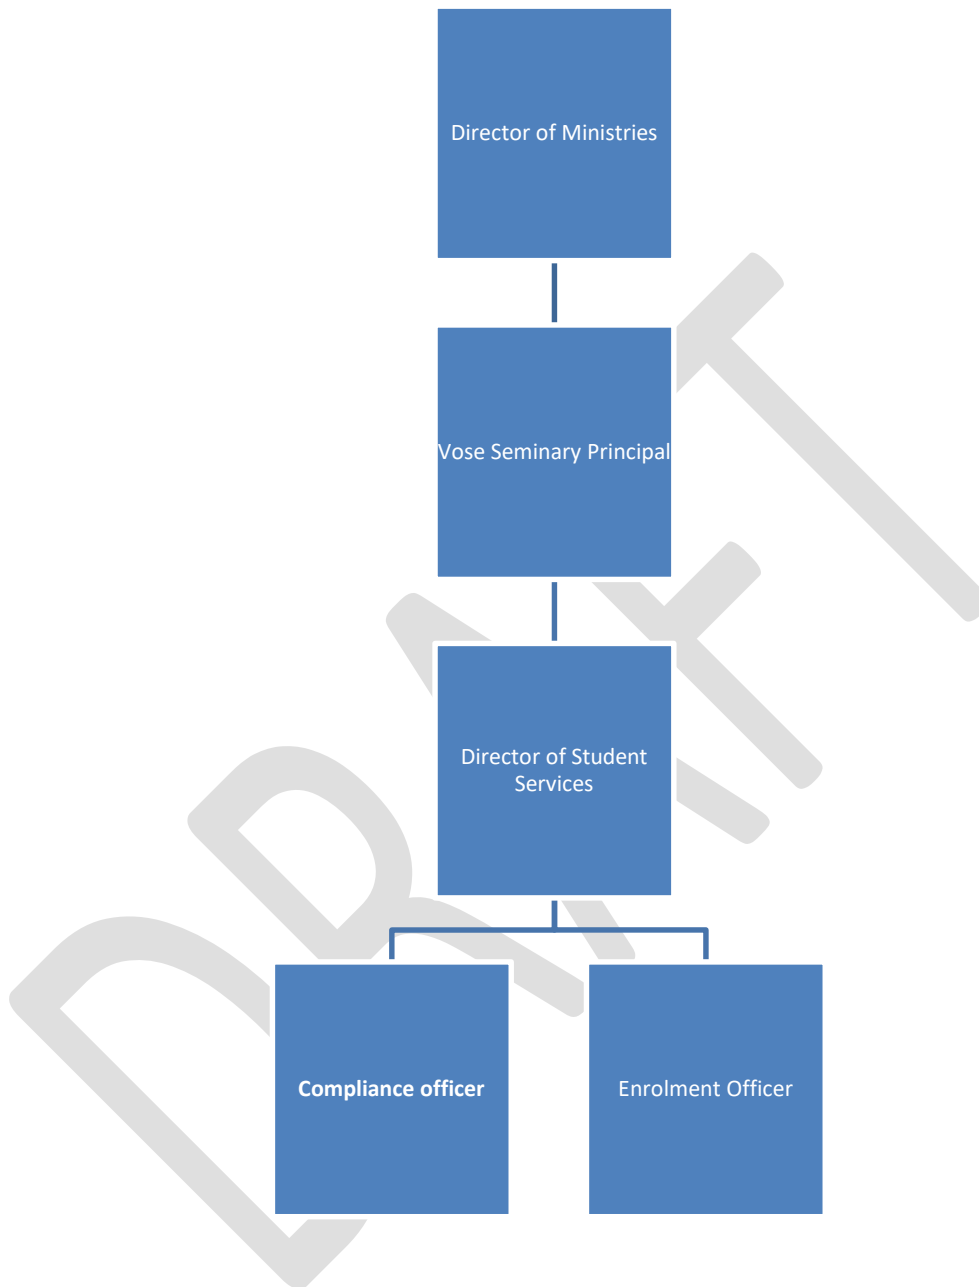 Director of Ministries
Vose Seminary Principal
Director of Student
Services
Compliance officer
Enrolment Officer
DRAFT